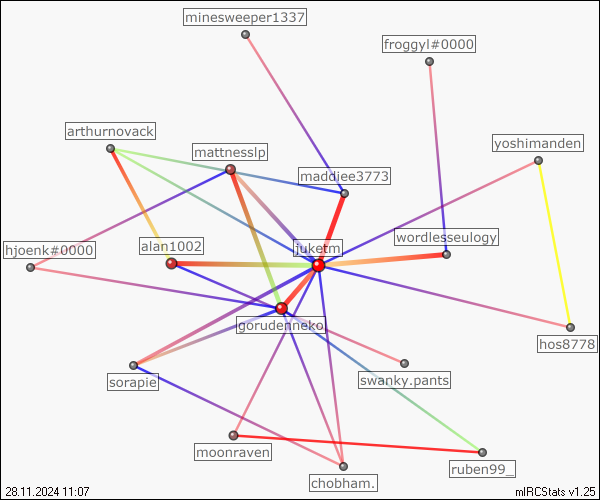 minesweeper1337
froggyl#0000
arthurnovack
yoshimanden
mattnesslp
maddiee3773
hjoenk#0000
alan1002
juketm
wordlesseulogy
gorudenneko
hos8778
sorapie
swanky.pants
moonraven
ruben99_
chobham.
28.11.2024 11:07
mIRCStats v1.25